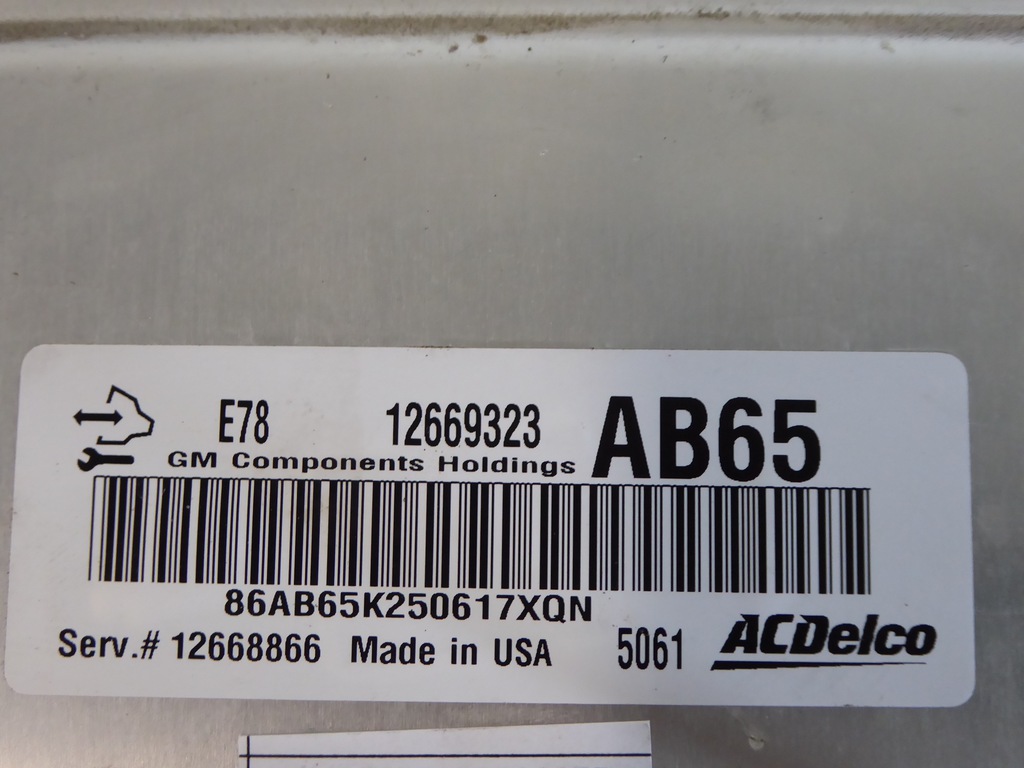 E78 12669323 AB65
GM Components Holdings
86AB65K250617XQN
Serv.# 12668866 Made in USA 5061 ACDelco